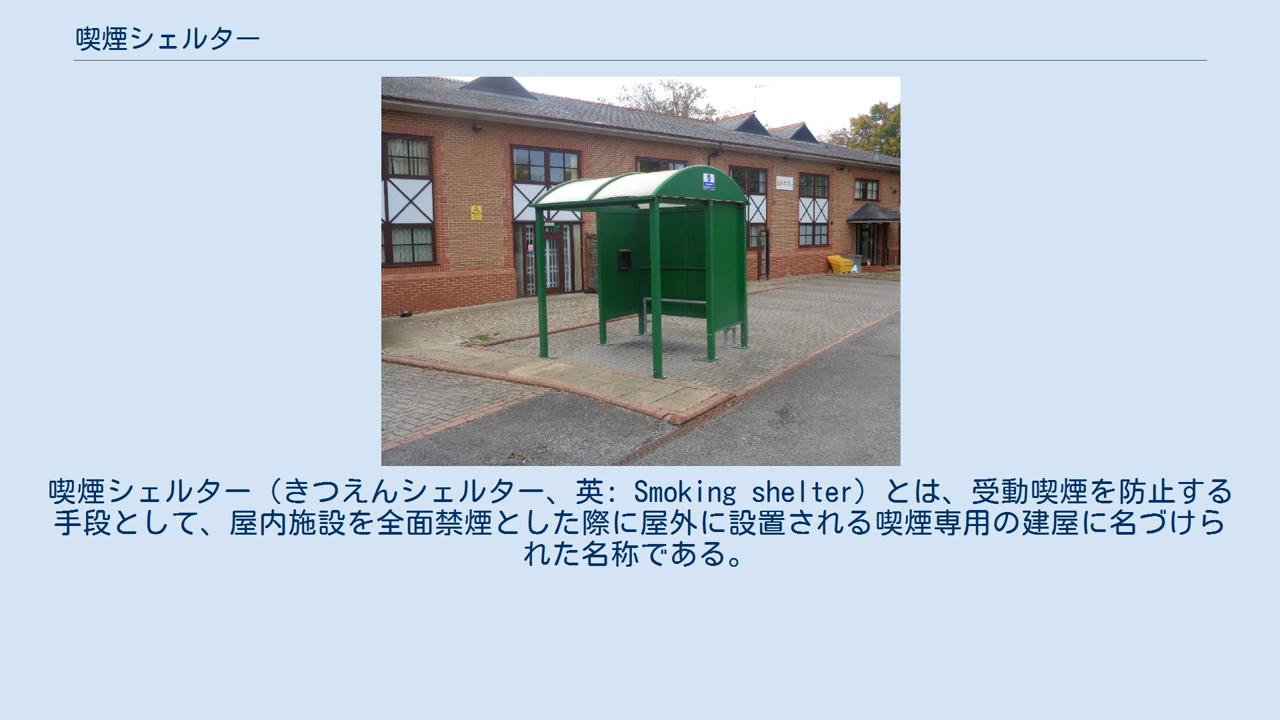 喫煙シェルター
喫煙シェルター（きつえんシェルター、英: Smoking shelter）とは、受動喫煙を防止する
手段として、屋内施設を全面禁煙とした際に屋外に設置される喫煙専用の建屋に名づけら
れた名称である。